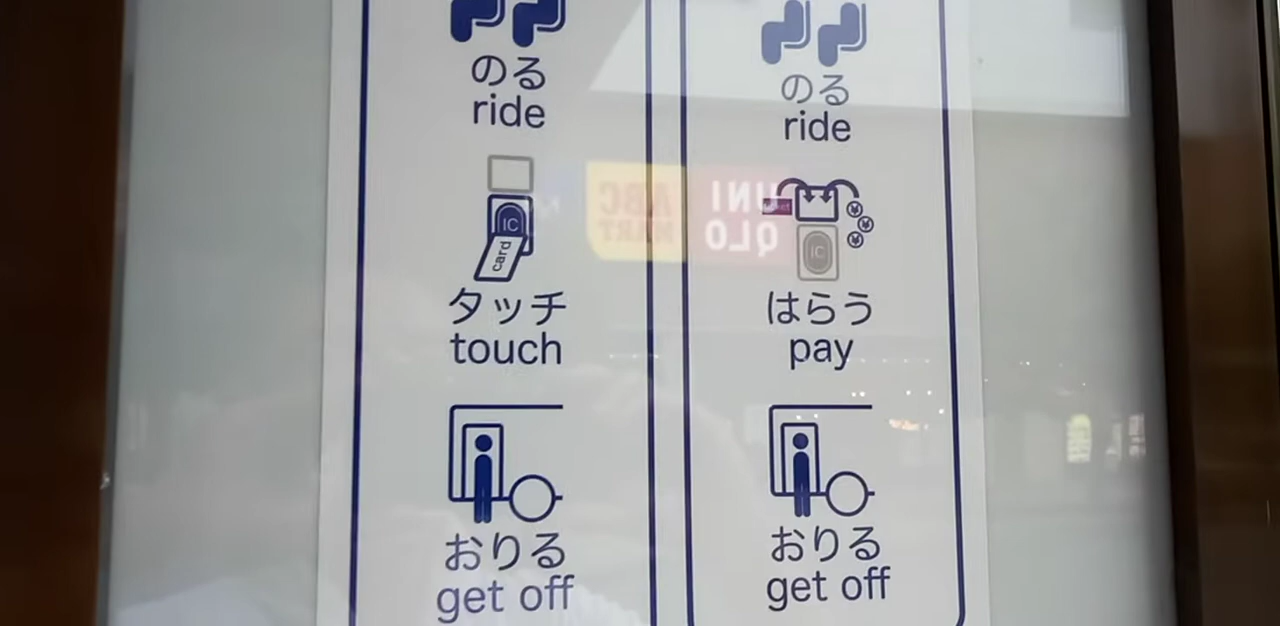 のる
ride
IC
card
タッチ
touch
おりる
get off
のる
ride
IC
はらう
pay
おりる
get off
ABC
MART
UNI
QLO